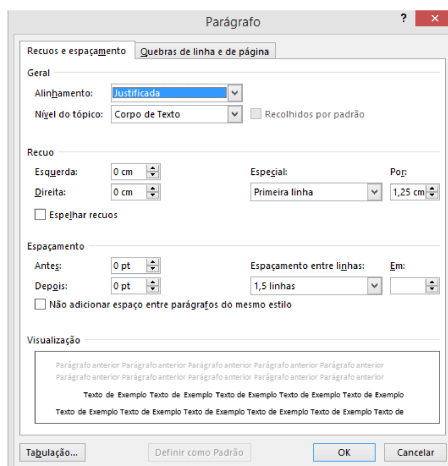 Parágrafo ? ×
Recuos e espaçamento Quebras de linha e de página
Geral
Alinhamento: Justificada
Nível do tópico: Corpo de Texto Recolhidos por padrão
Recuo
Esquerda: 0 cm Especial: Por:
Direita: 0 cm Primeira linha 1,25 cm
Espelhar recuos
Espaçamento
Antes: 0 pt Espaçamento entre linhas: Em:
Depois: 0 pt 1,5 linhas
Não adicionar espaço entre parágrafos do mesmo estilo
Visualização
Parágrafo anterior Parágrafo anterior Parágrafo anterior Parágrafo anterior Parágrafo anterior
Parágrafo anterior Parágrafo anterior Parágrafo anterior Parágrafo anterior Parágrafo anterior
Texto de Exemplo Texto de Exemplo Texto de Exemplo Texto de Exemplo Texto de Exemplo
Texto de Exemplo Texto de Exemplo Texto de Exemplo Texto de Exemplo Texto de Exemplo Texto de
Tabulação... Definir como Padrão OK Cancelar